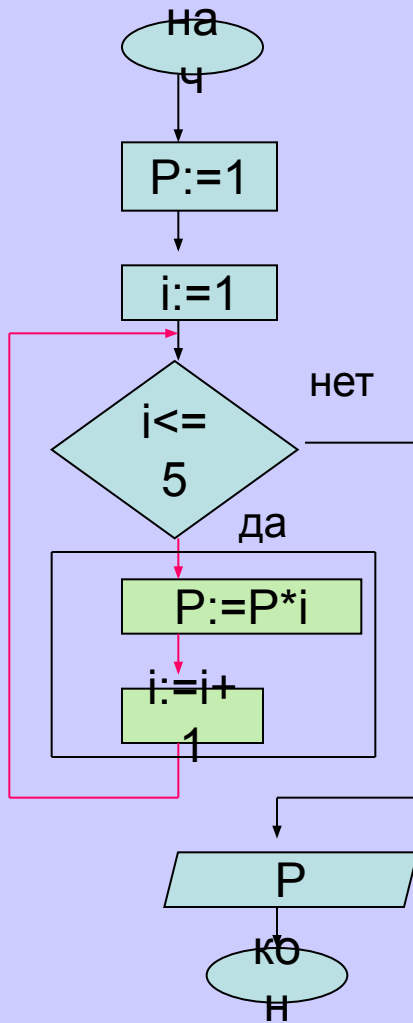 на
ч
P:=1
i:=1
нет
i<=
5
да
P:=P*i
i:=i+
1
P
ко
н